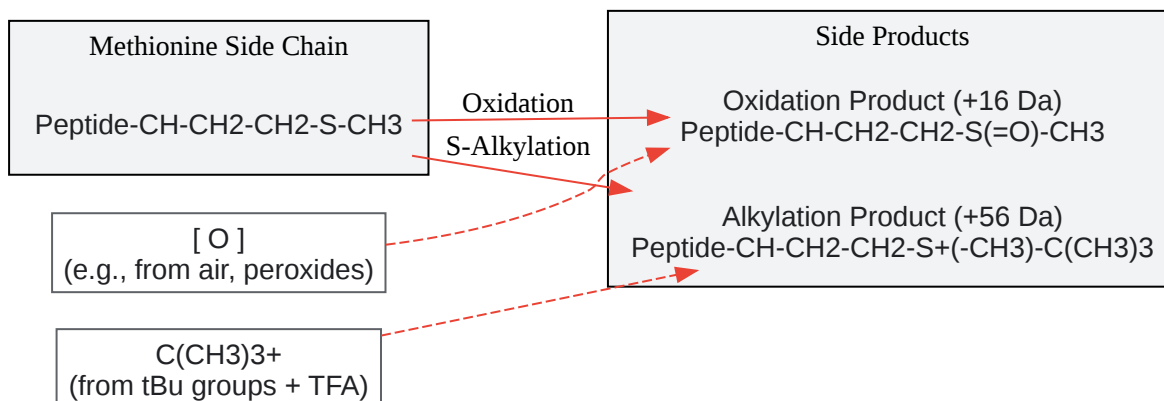 Methionine Side Chain
Peptide-CH-CH2-CH2-S-CH3
Oxidation
S-Alkylation
Side Products
Oxidation Product (+16 Da)
Peptide-CH-CH2-CH2-S(=O)-CH3
Alkylation Product (+56 Da)
Peptide-CH-CH2-CH2-S+(-CH3)-C(CH3)3
[ O ]
(e.g., from air, peroxides)
C(CH3)3+
(from tBu groups + TFA)